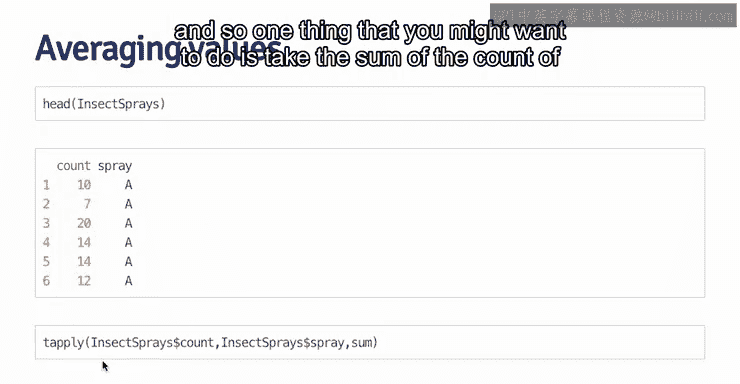 and so one thing that you might want
to do is take the sum of the count of
Averaging values
head(InsectSprays)
count spray
1 10 A
2 7 A
3 20 A
4 14 A
5 14 A
6 12 A
tapply(InsectSprays$count,InsectSprays$spray,sum)